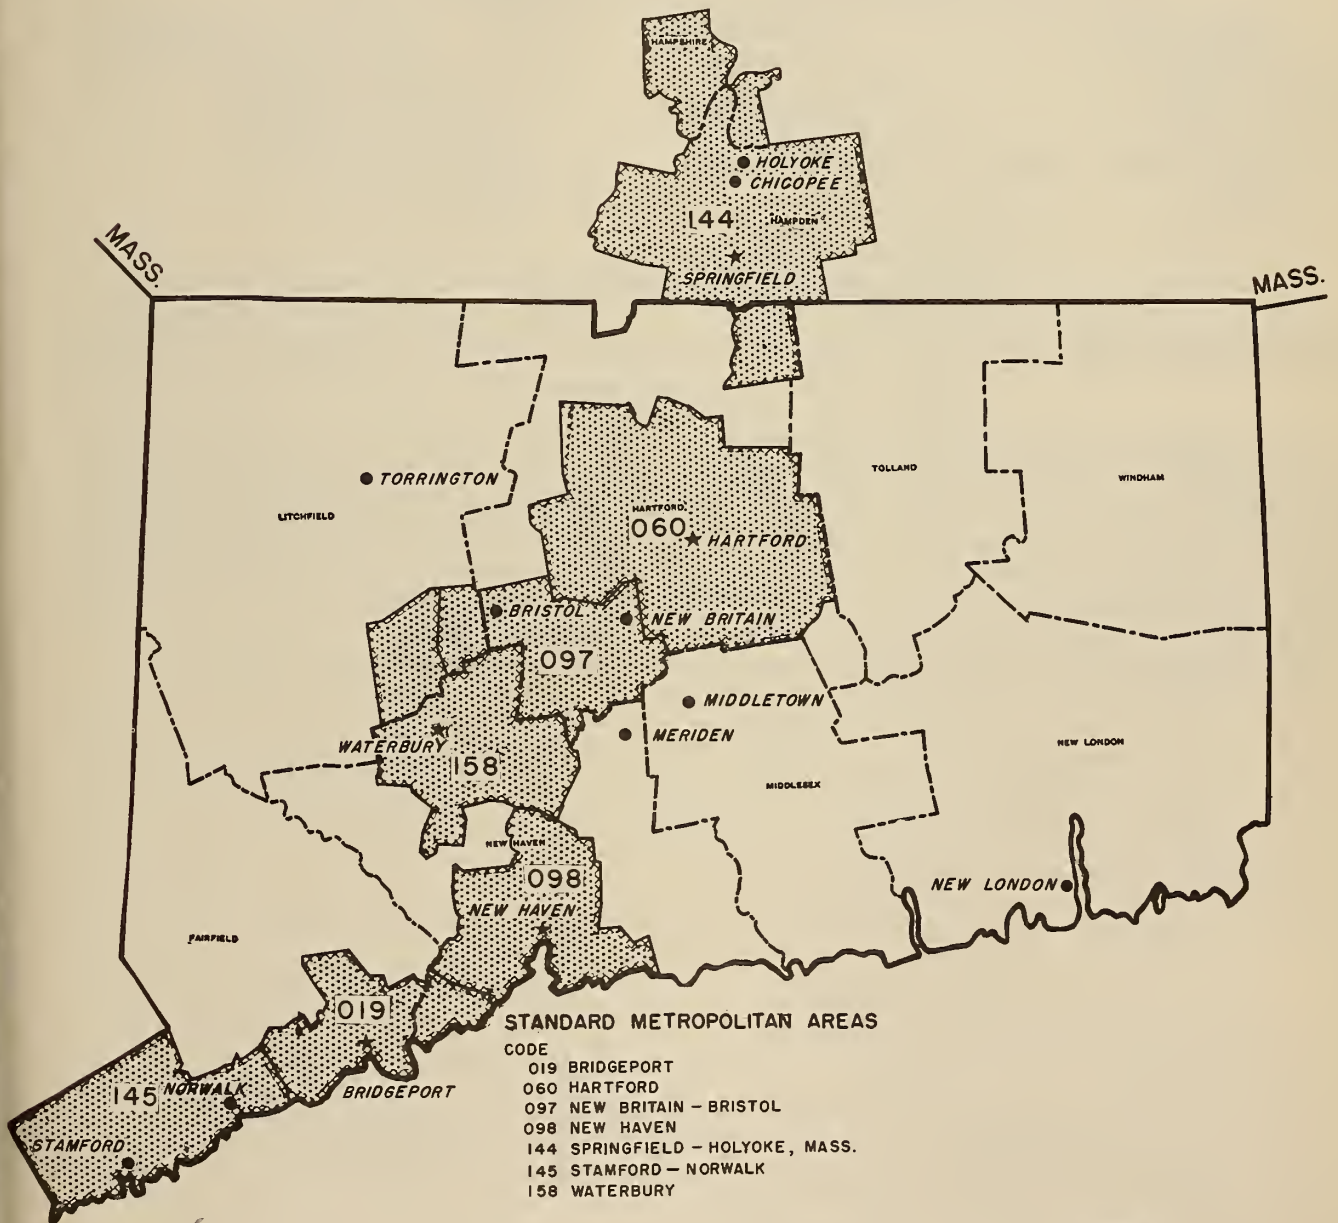 HAMPSHIRE
HOLYOKE
CHICOPEE
144 HAMPDEN
SPRINGFIELD
MASS.
MASS.
TORRINGTON
LITCHFIELD
HARTFORD
060 HARTFORD
TOLLAND
WINDHAM
BRISTOL
NEW BRITAIN
097
MIDDLETOWN
MERIDEN
WATERBURY
158
NEW LONDON
MIDDLESEX
NEW HAVEN
098
NEW HAVEN
NEW LONDON
FAIRFIELD
019
BRIDGEPORT
145 NORWALK
STAMFORD
STANDARD METROPOLITAN AREAS
CODE
019 BRIDGEPORT
060 HARTFORD
097 NEW BRITAIN – BRISTOL
098 NEW HAVEN
144 SPRINGFIELD – HOLYOKE, MASS.
145 STAMFORD – NORWALK
158 WATERBURY